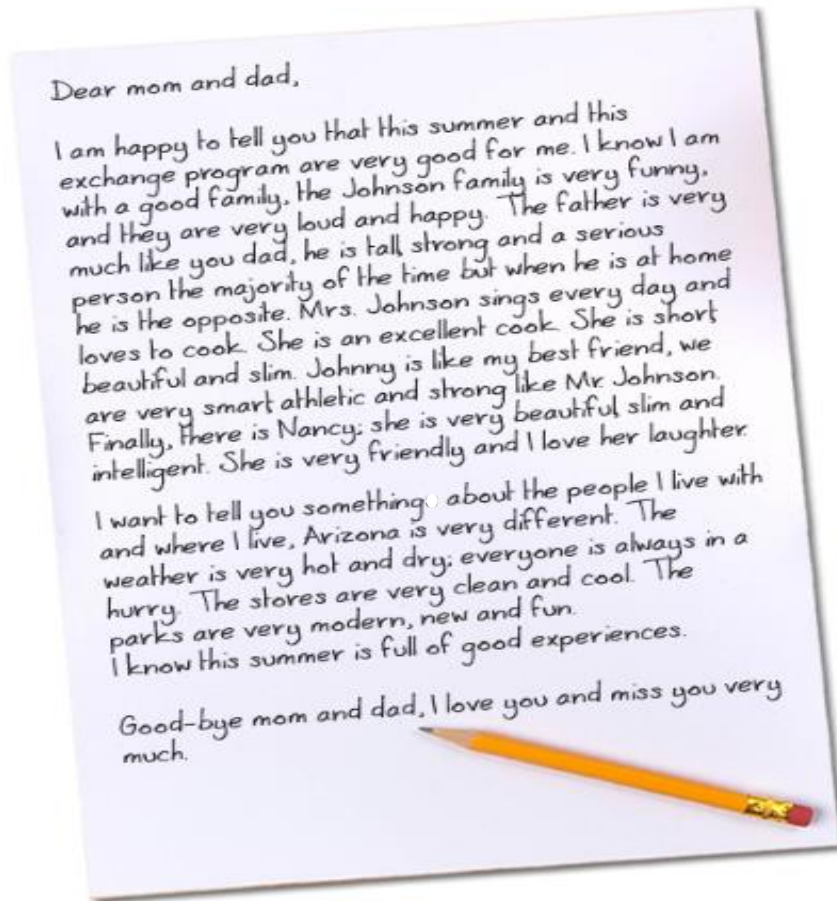 Dear mom and dad,
I am happy to tell you that this summer and this
exchange program are very good for me. I know I am
with a good family, the Johnson family is very funny,
and they are very loud and happy. The father is very
much like you dad, he is tall, strong and a serious
person the majority of the time but when he is at home
he is the opposite. Mrs. Johnson sings every day and
loves to cook. She is an excellent cook. She is short,
beautiful and slim. Johnny is like my best friend, we
are very smart athletic and strong like Mr Johnson.
Finally, there is Nancy; she is very beautiful, slim and
intelligent. She is very friendly and I love her laughter.
I want to tell you something about the people I live with
and where I live, Arizona is very different. The
weather is very hot and dry; everyone is always in a
hurry. The stores are very clean and cool. The
parks are very modern, new and fun.
I know this summer is full of good experiences.
Good-bye mom and dad, I love you and miss you very
much.